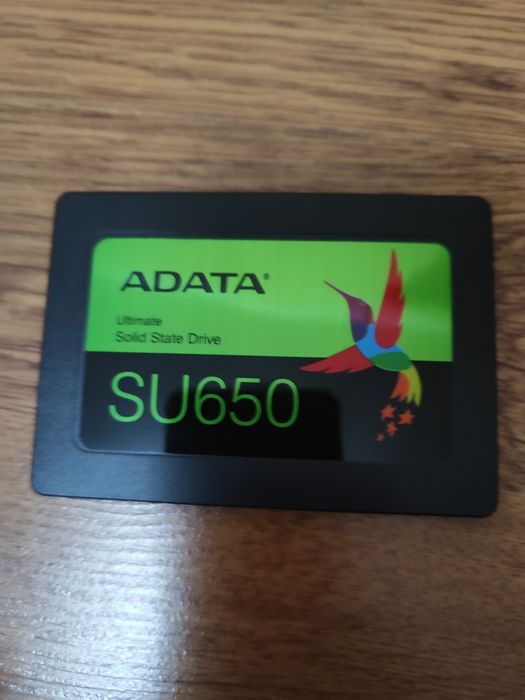 ADATA®
Ultimate
Solid State Drive
SU650